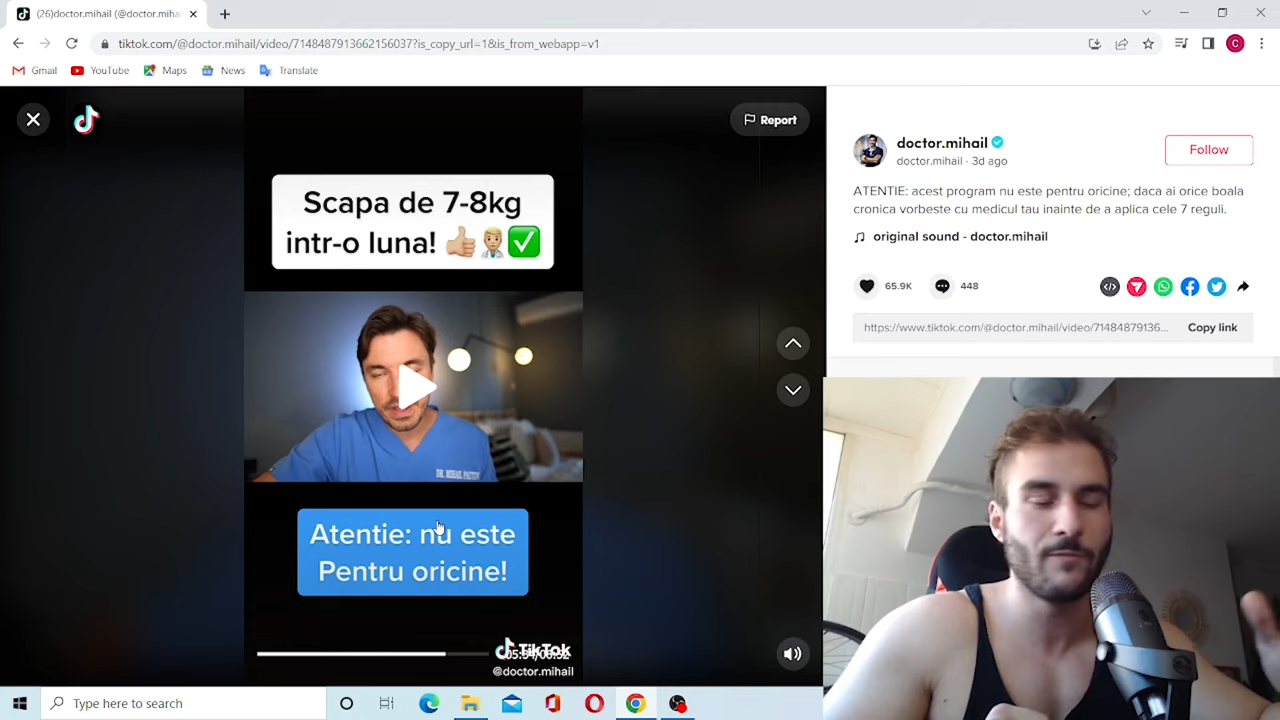 (26)doctor.mihail (@doctor.miha
tiktok.com/@doctor.mihail/video/7148487913662156037?is_copy_url=1&is_from_webapp=v1
Gmail
YouTube
Maps
News
Translate
Report
Scapa de 7-8kg
intr-o luna!
DR. MIHAIL
Atentie: nu este
Pentru oricine!
TikTok
@doctor.mihail
doctor.mihail
doctor.mihail · 3d ago
Follow
ATENTIE: acest program nu este pentru oricine; daca ai orice boala
cronica vorbeste cu medicul tau inainte de a aplica cele 7 reguli.
original sound - doctor.mihail
65.9K
448
https://www.tiktok.com/@doctor.mihail/video/71484879136...
Copy link
C
Type here to search